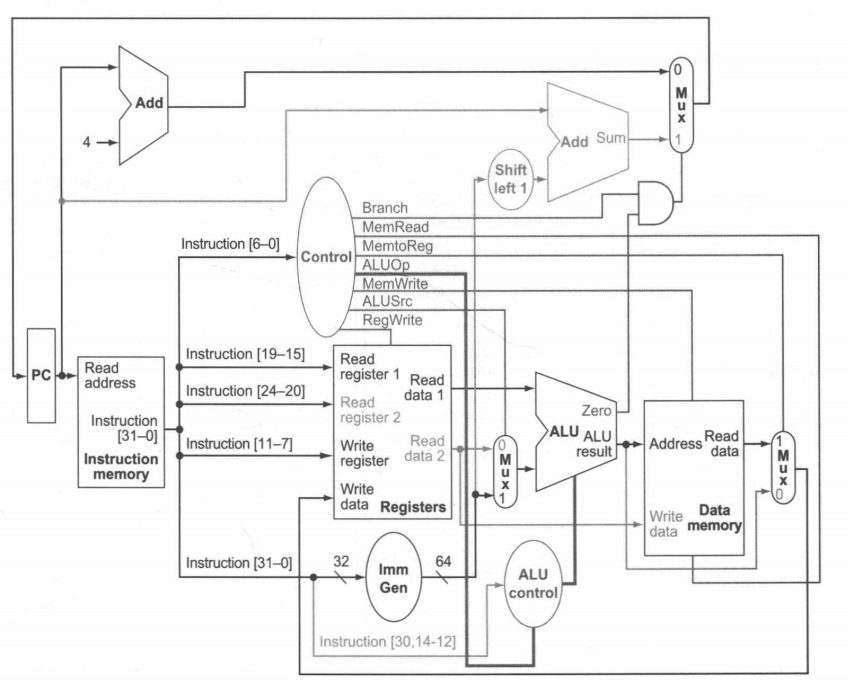 Add
4
0
Mux
1
Add Sum
Shift
left 1
Branch
MemRead
MemtoReg
ALUOp
MemWrite
ALUSrc
RegWrite
Control
Instruction [6–0]
PC
Read
address
Instruction
[31–0]
Instruction
memory
Instruction [19–15]
Instruction [24–20]
Instruction [11–7]
Instruction [31–0]
Read
register 1
Read
data 1
Read
register 2
Write
register
Read
data 2
Write
data
Registers
0
Mux
1
Zero
ALU
ALU
result
Address
Read
data
Write
data
Data
memory
1
Mux
0
32
Imm
Gen
64
ALU
control
Instruction [30,14-12]